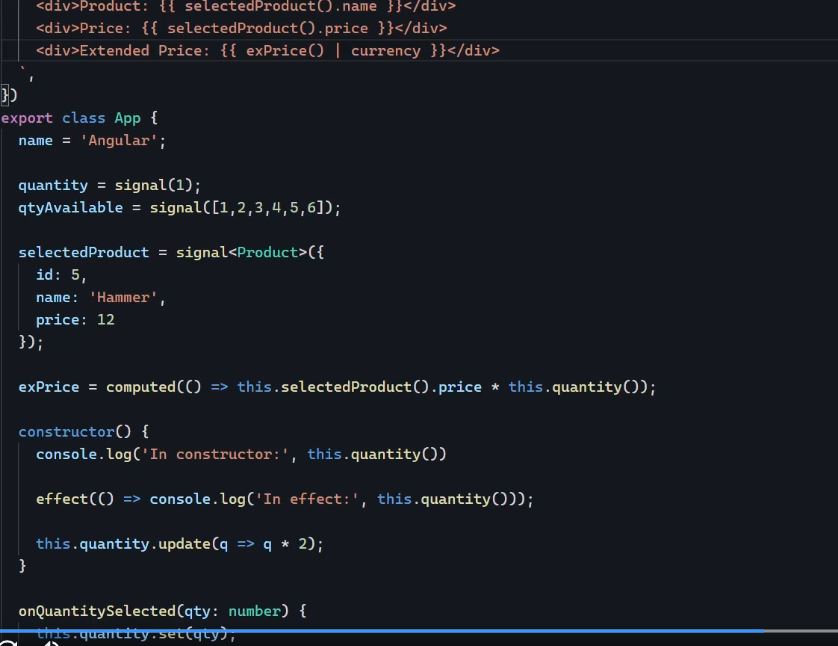 <div>Product: {{ selectedProduct().name }}</div>
<div>Price: {{ selectedProduct().price }}</div>
<div>Extended Price: {{ exPrice() | currency }}</div>
`,
})
export class App {
name = 'Angular';
quantity = signal(1);
qtyAvailable = signal([1,2,3,4,5,6]);
selectedProduct = signal<Product>({
id: 5,
name: 'Hammer',
price: 12
});
exPrice = computed(() => this.selectedProduct().price * this.quantity());
constructor() {
console.log('In constructor:', this.quantity())
effect(() => console.log('In effect:', this.quantity()));
this.quantity.update(q => q * 2);
}
onQuantitySelected(qty: number) {
this.quantity.set(qty);